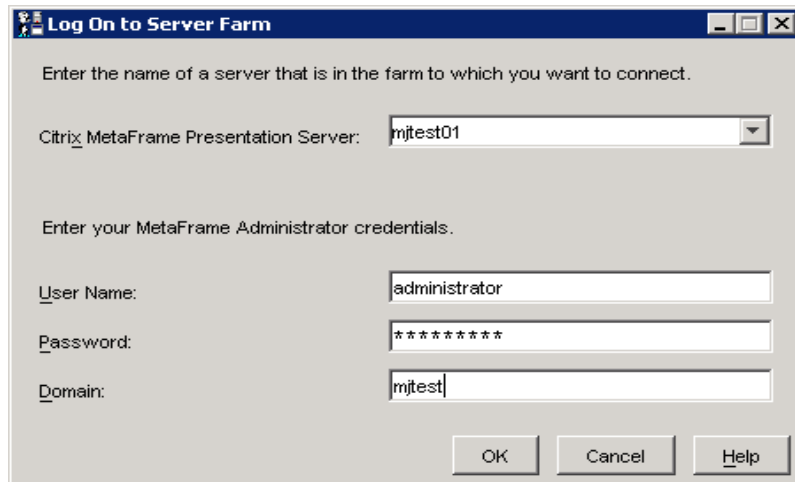 Log On to Server Farm
Enter the name of a server that is in the farm to which you want to connect.
Citrix MetaFrame Presentation Server: mjtest01
Enter your MetaFrame Administrator credentials.
User Name: administrator
Password: *********
Domain: mjtest
OK Cancel Help